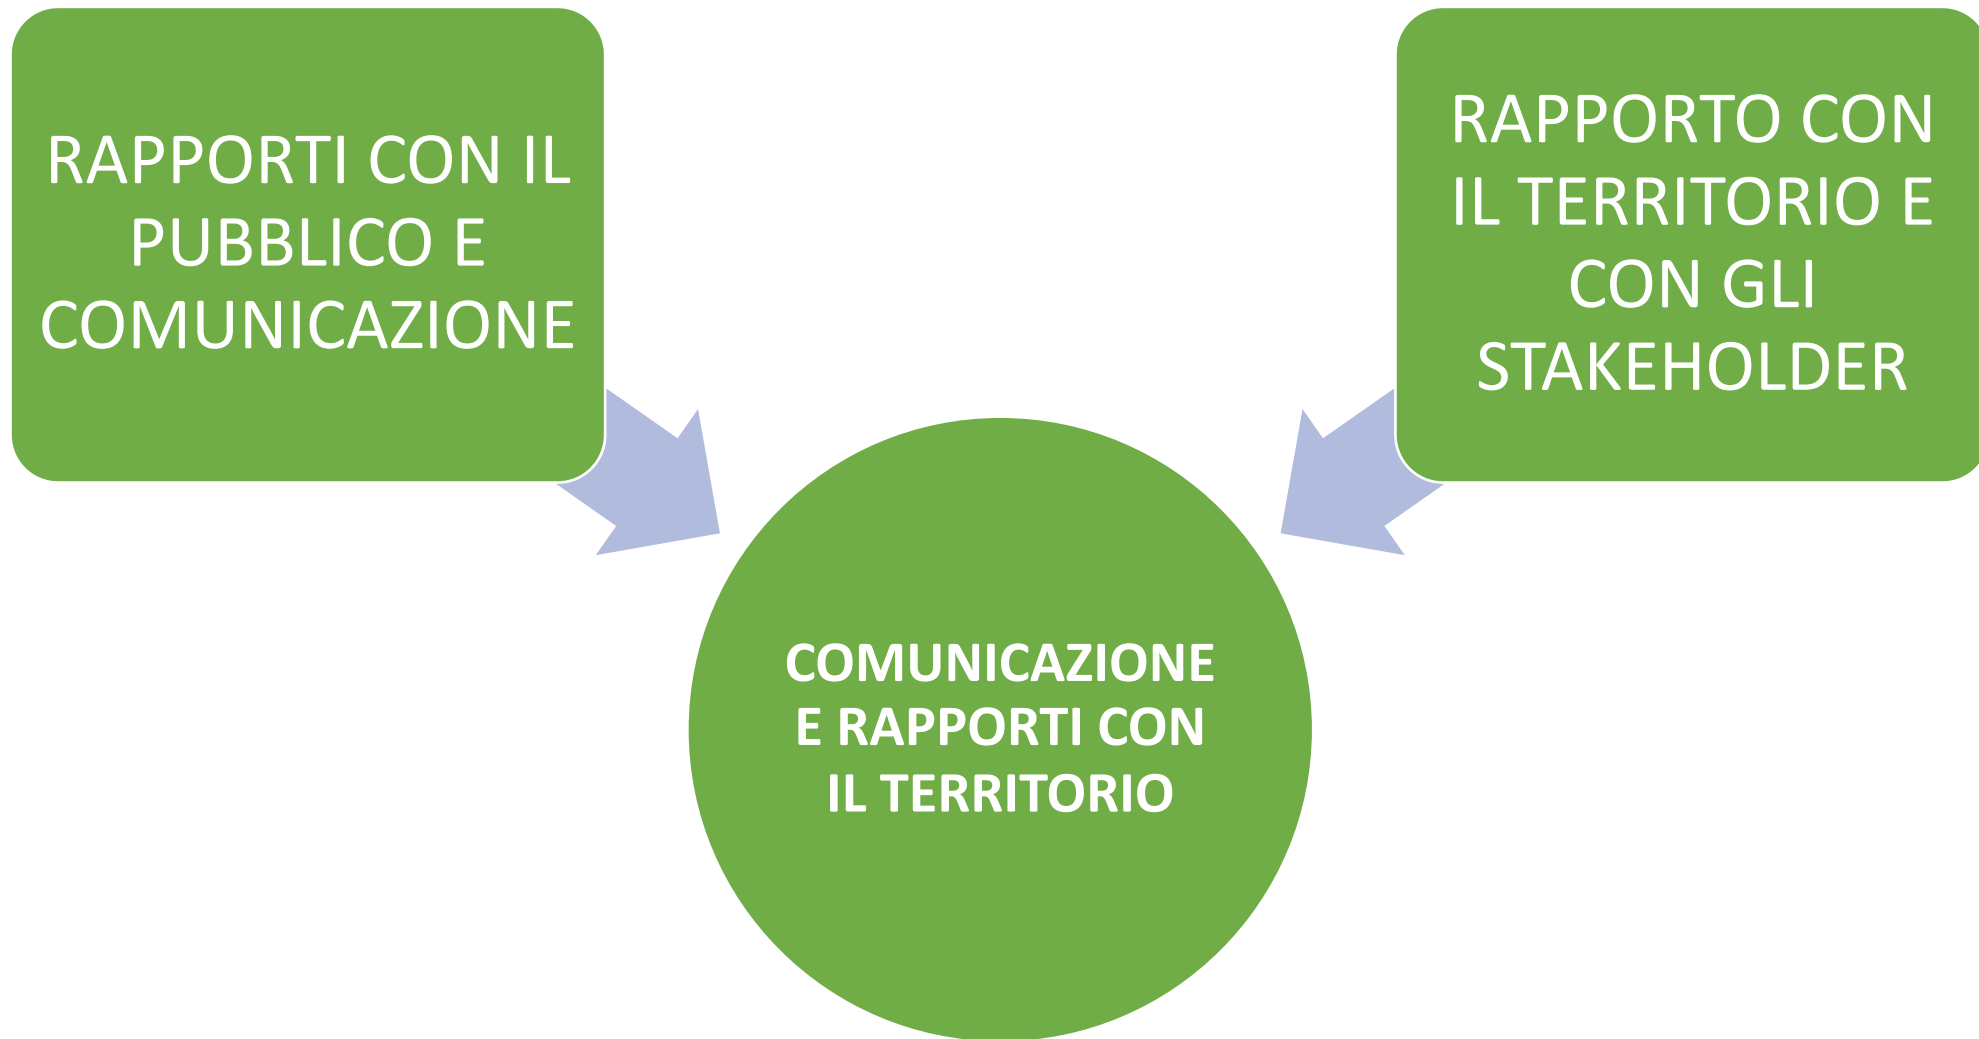 RAPPORTI CON IL
PUBBLICO E
COMUNICAZIONE
RAPPORTO CON
IL TERRITORIO E
CON GLI
STAKEHOLDER
COMUNICAZIONE
E RAPPORTI CON
IL TERRITORIO